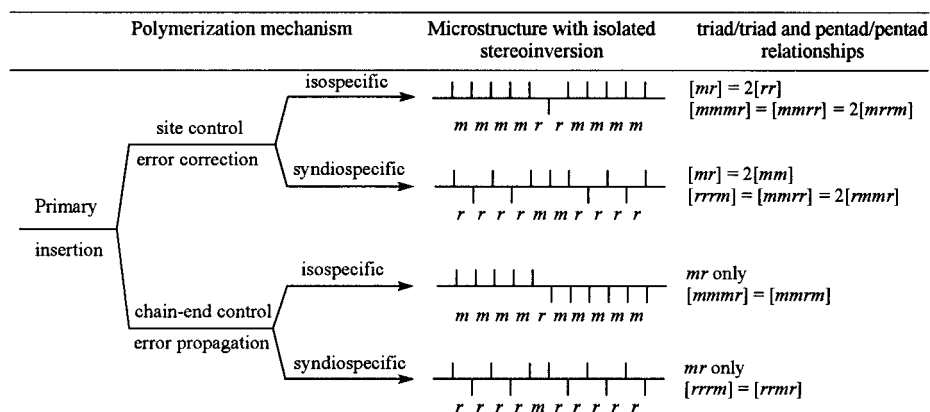 Polymerization mechanism
Microstructure with isolated stereoinversion
triad/triad and pentad/pentad relationships
Primary
insertion
site control
error correction
isospecific
m m m m r r m m m m
[mr] = 2[rr]
[mmmr] = [mmrr] = 2[mrrm]
syndiospecific
r r r r m m r r r r
[mr] = 2[mm]
[rrrm] = [mmrr] = 2[rmmr]
chain-end control
error propagation
isospecific
m m m m r m m m m m
mr only
[mmmr] = [mmrm]
syndiospecific
r r r r m r r r r r
mr only
[rrrm] = [rrmr]